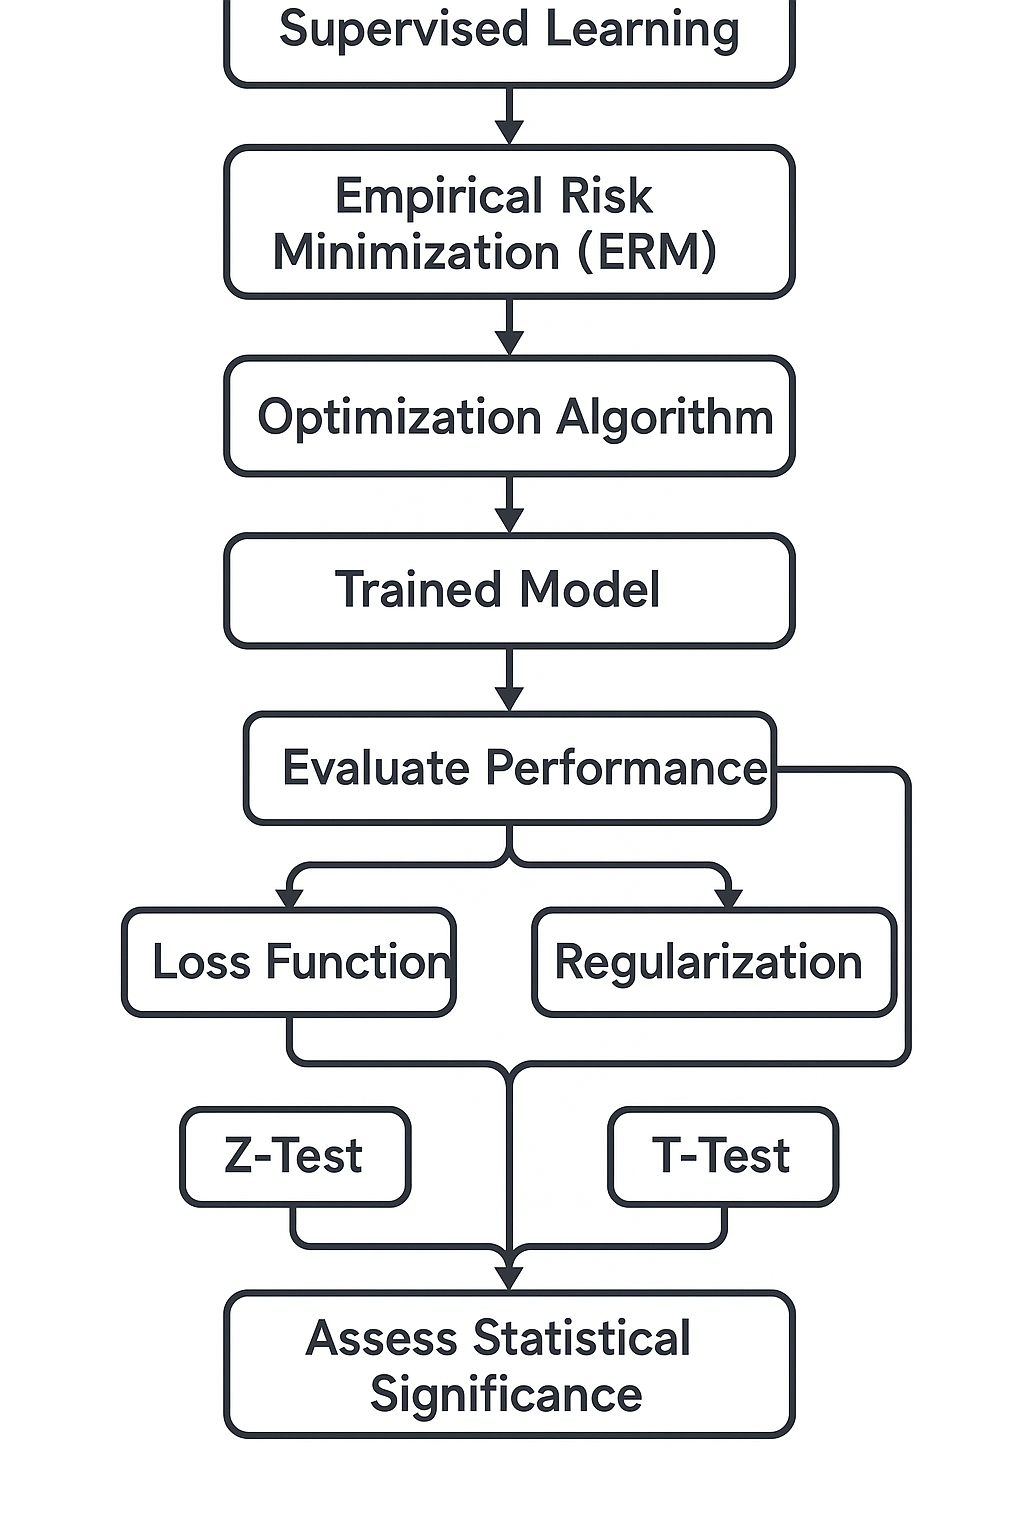 Supervised Learning
Empirical Risk
Minimization (ERM)
Optimization Algorithm
Trained Model
Evaluate Performance
Loss Function
Regularization
Z-Test
T-Test
Assess Statistical
Significance